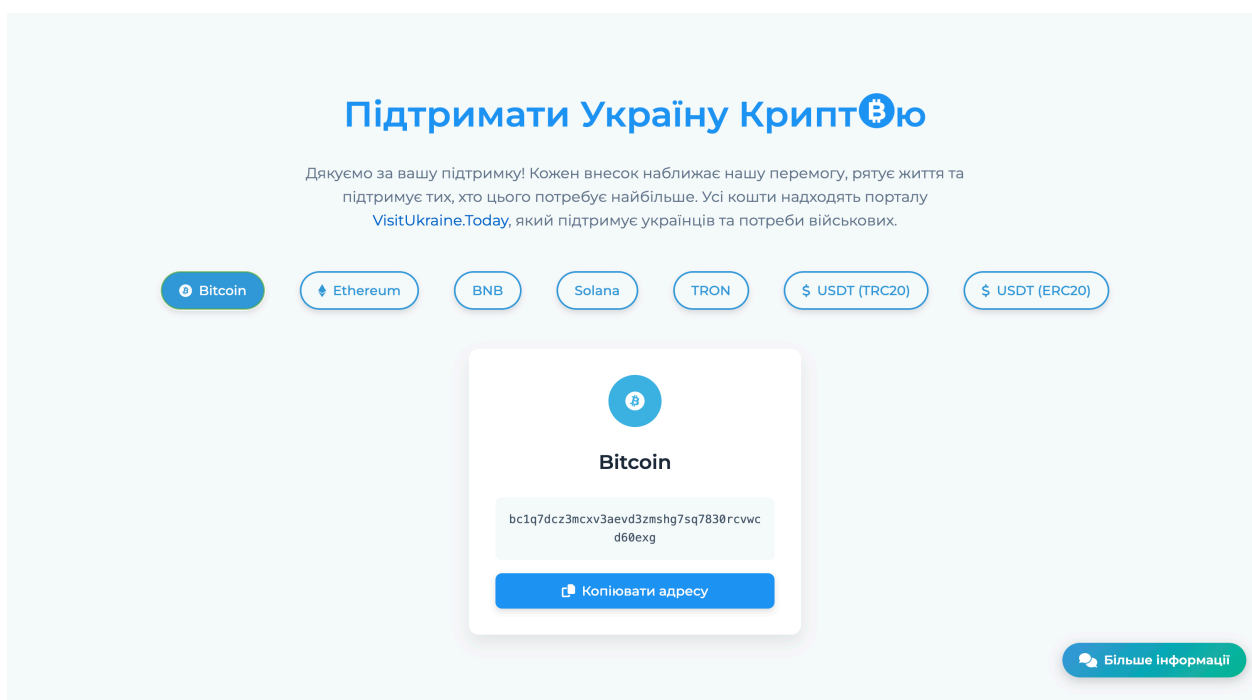 Підтримати Україну Криптю
Дякуємо за вашу підтримку! Кожен внесок наближає нашу перемогу, рятує життя та
підтримує тих, хто цього потребує найбільше. Усі кошти надходять порталу
VisitUkraine.Today, який підтримує українців та потреби військових.
Bitcoin
Ethereum
BNB
Solana
TRON
$ USDT (TRC20)
$ USDT (ERC20)
Bitcoin
bc1q7dcz3mcxv3aevd3zmshg7sq7830rcvwc
d60exg
Копіювати адресу
Більше інформації